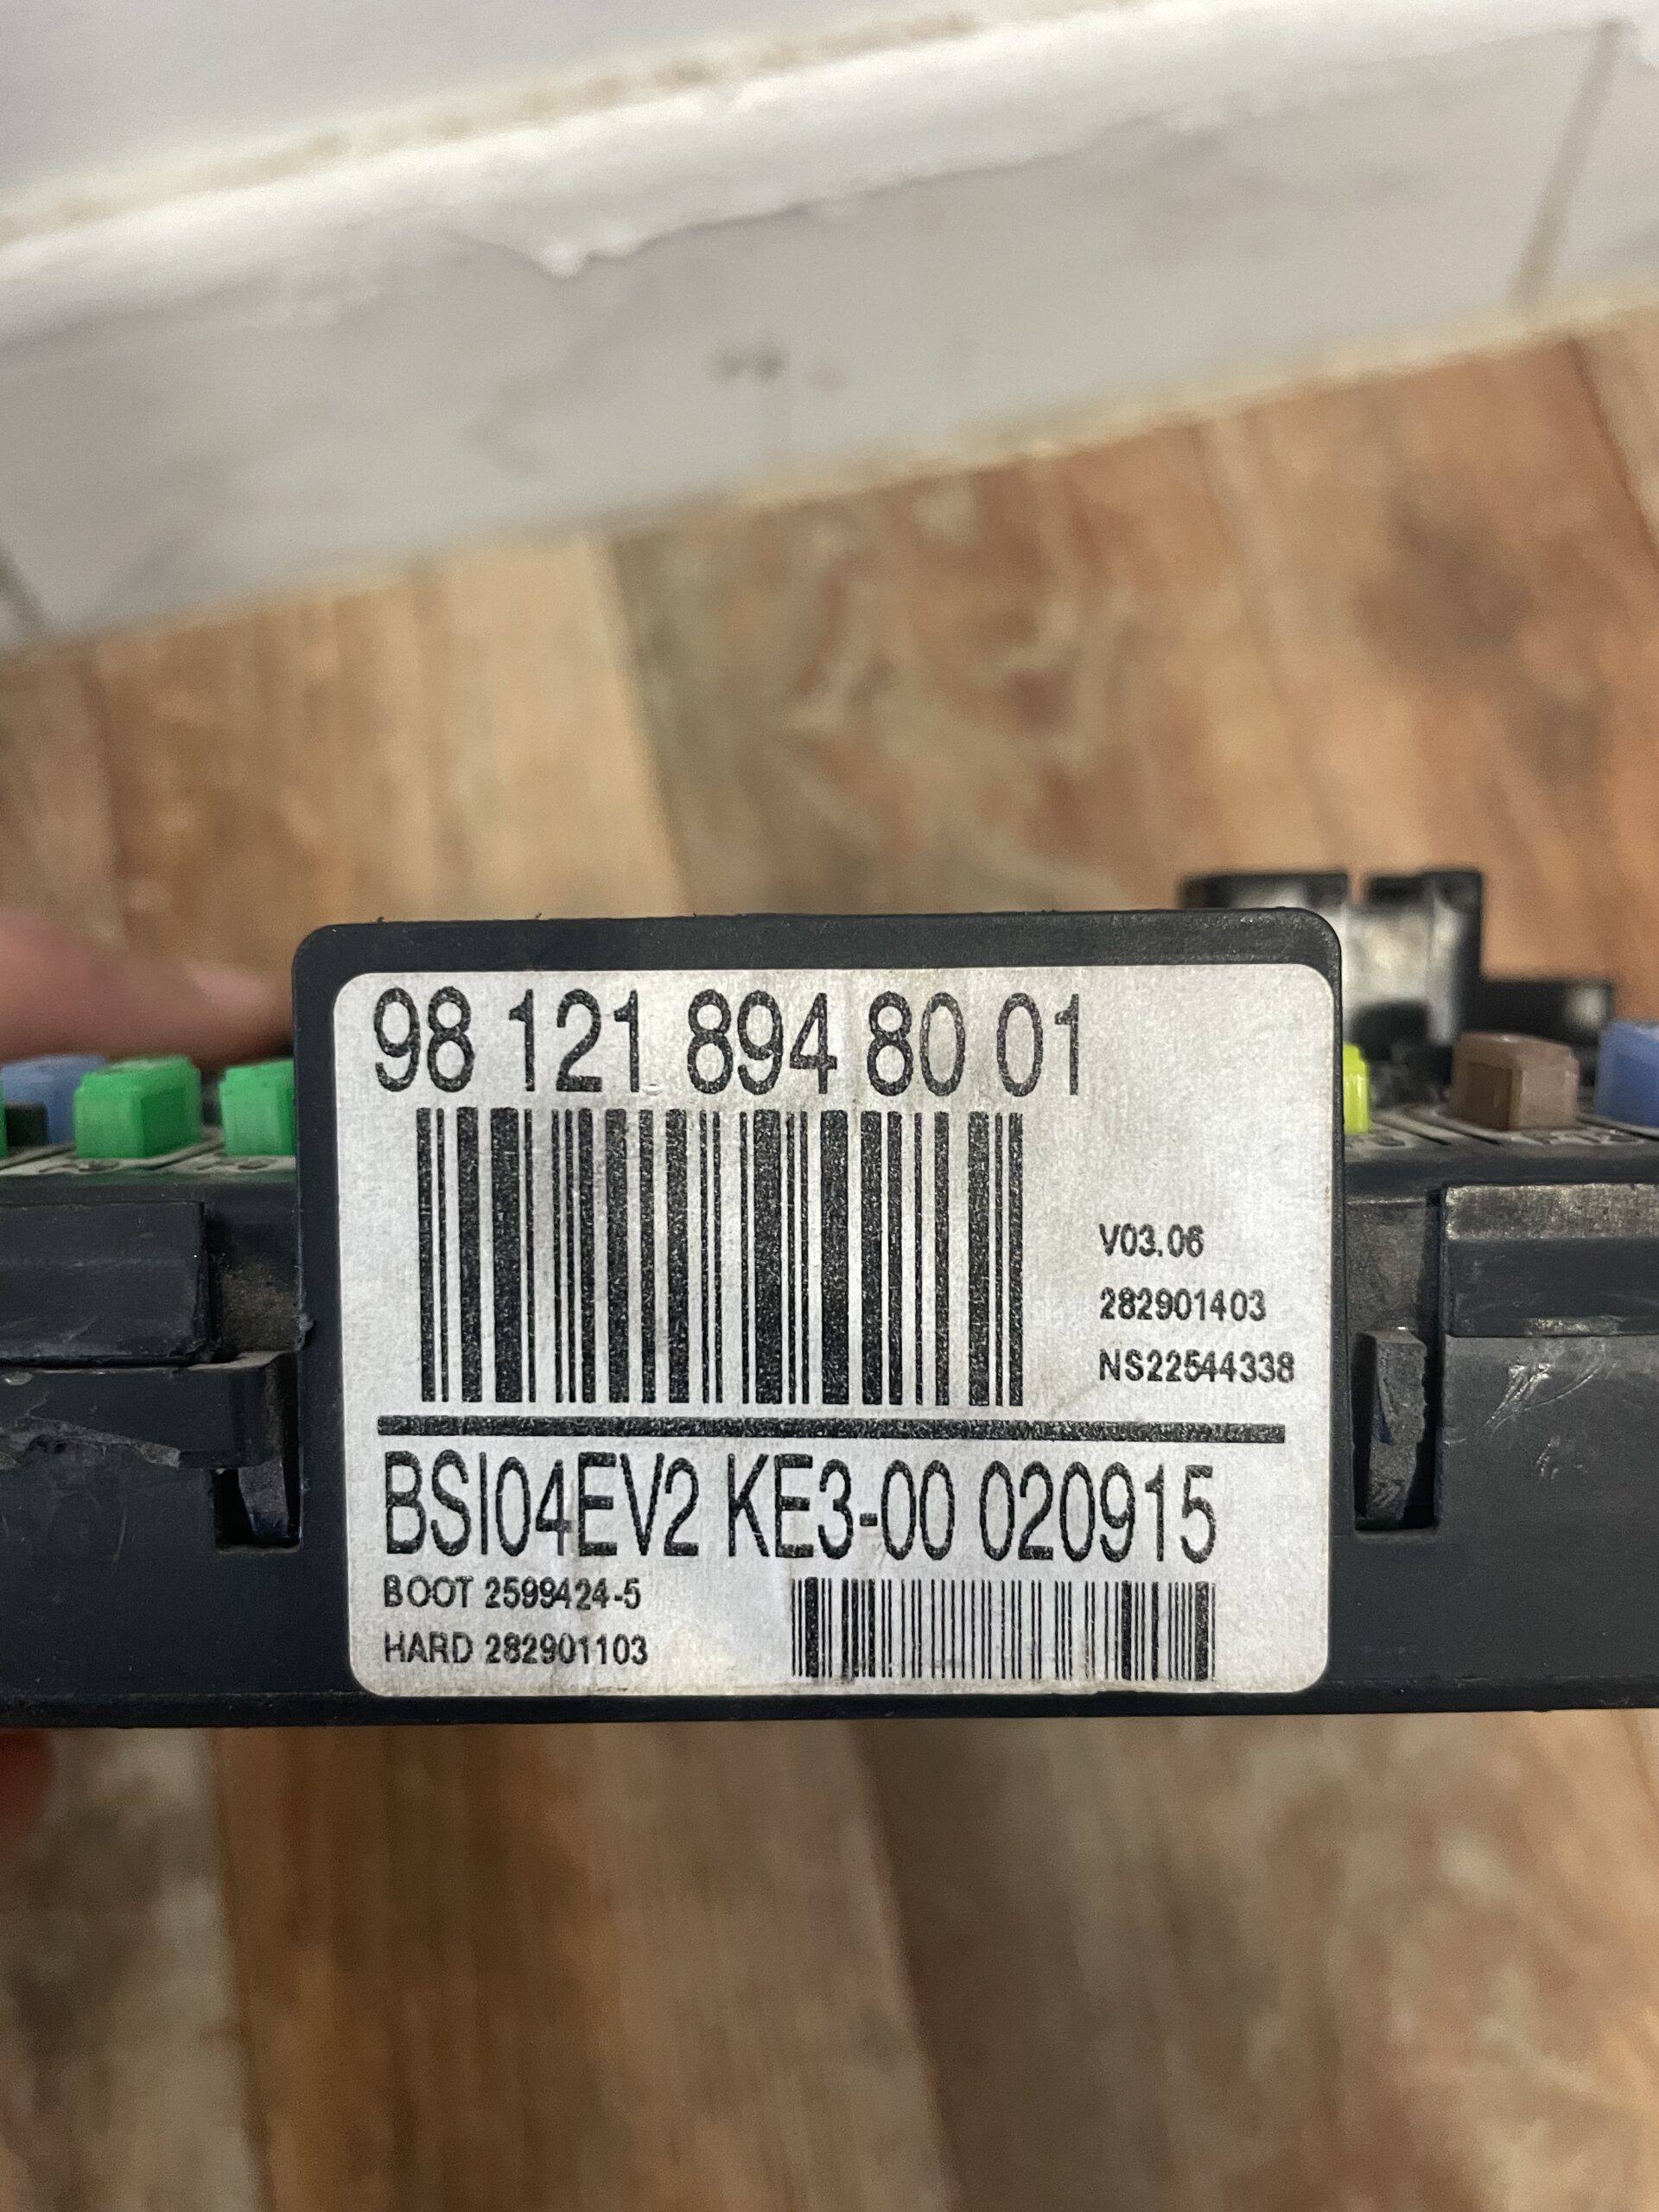 98 121 894 80 01
V03.06
282901403
NS22544338
BSI04EV2 KE3-00 020915
BOOT 2599424-5
HARD 282901103